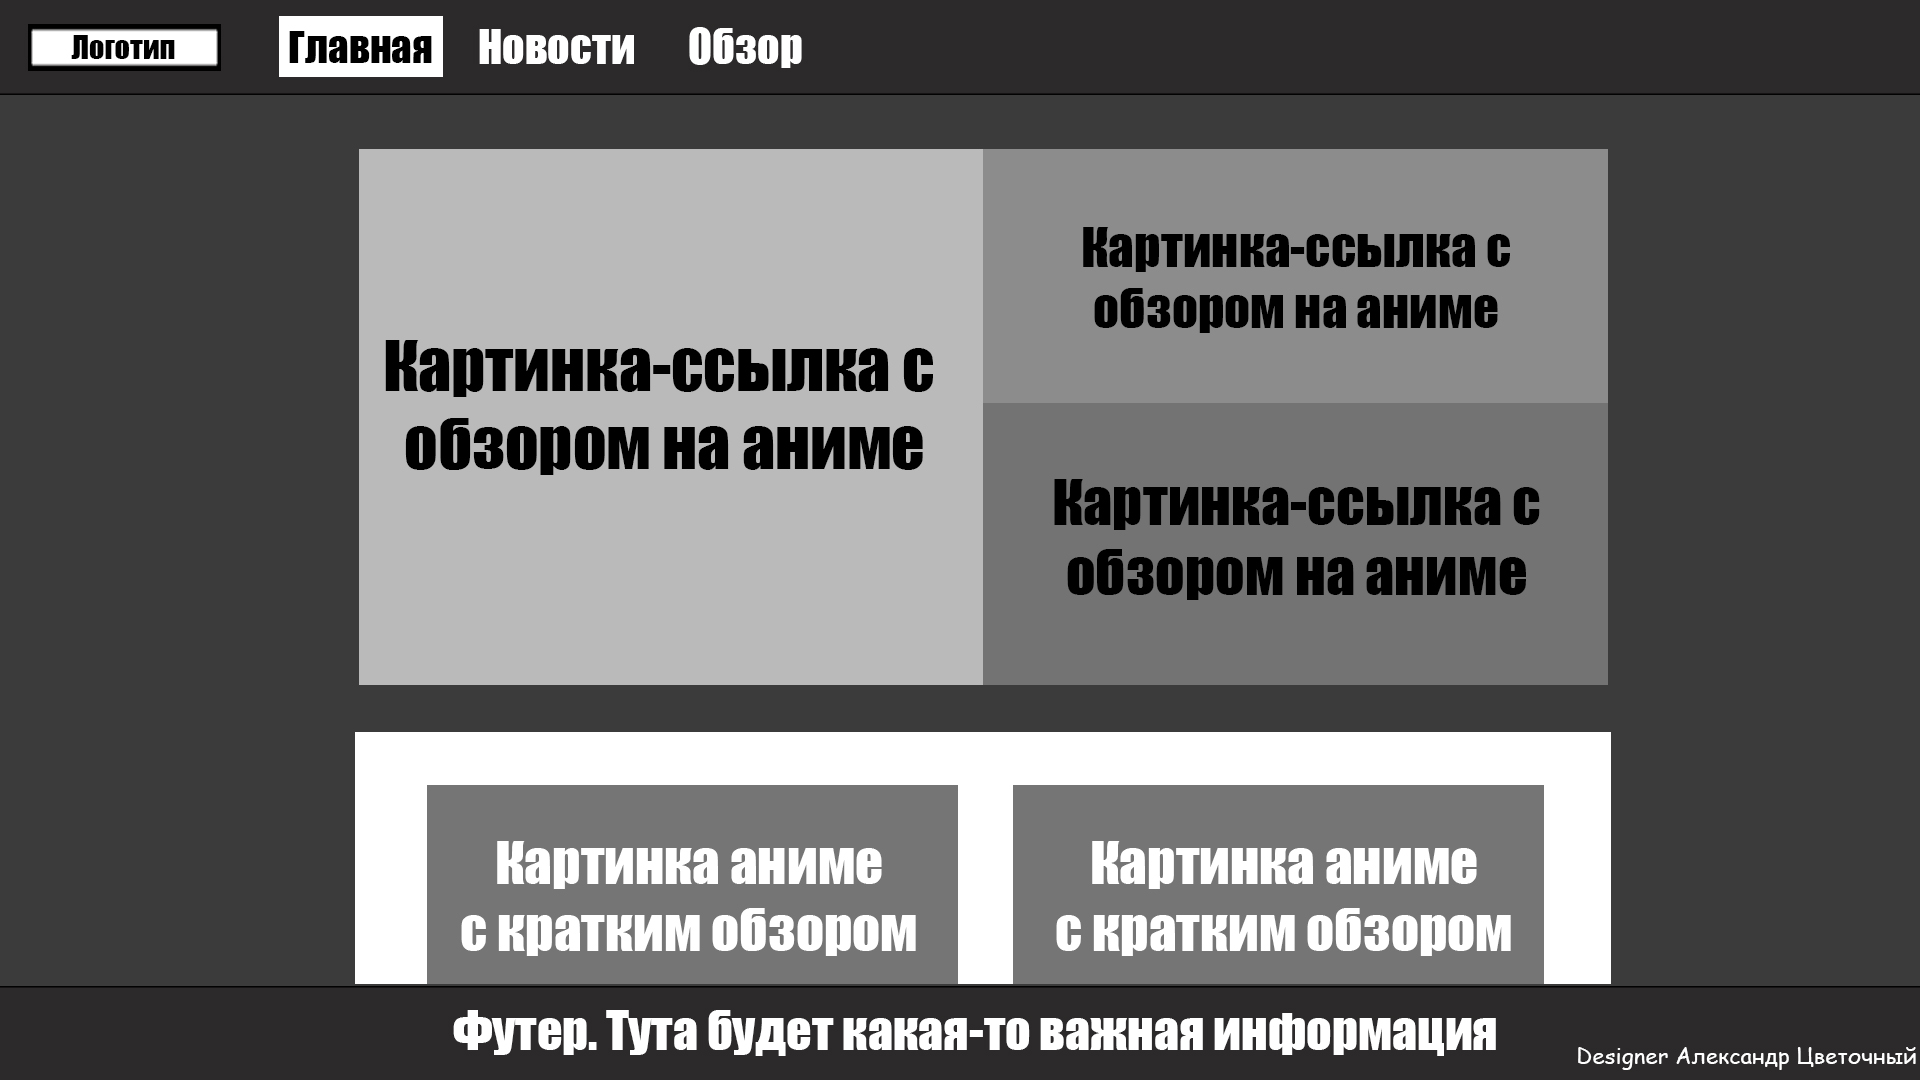 Логотип
Главная Новости Обзор
Картинка-ссылка с
обзором на аниме
Картинка-ссылка с
обзором на аниме
Картинка-ссылка с
обзором на аниме
Картинка аниме
с кратким обзором
Картинка аниме
с кратким обзором
Футер. Тута будет какая-то важная информация
Designer Александр Цветочный